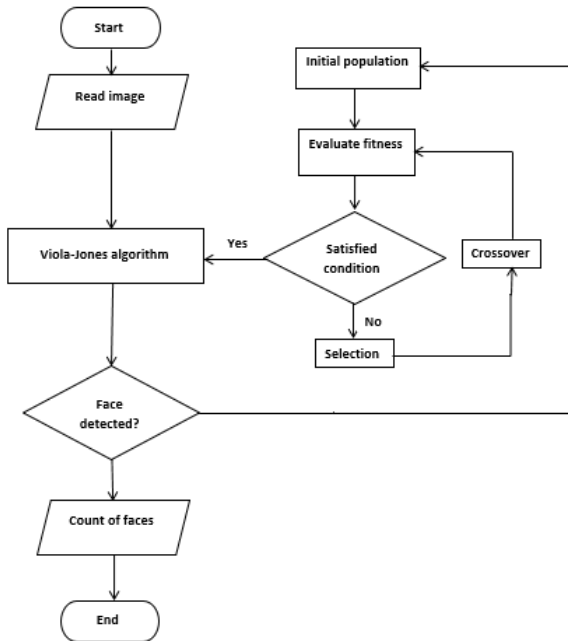 Start
Read image
Viola-Jones algorithm
Face
detected?
Count of faces
End
Initial population
Evaluate fitness
Satisfied
condition
Yes
No
Selection
Crossover